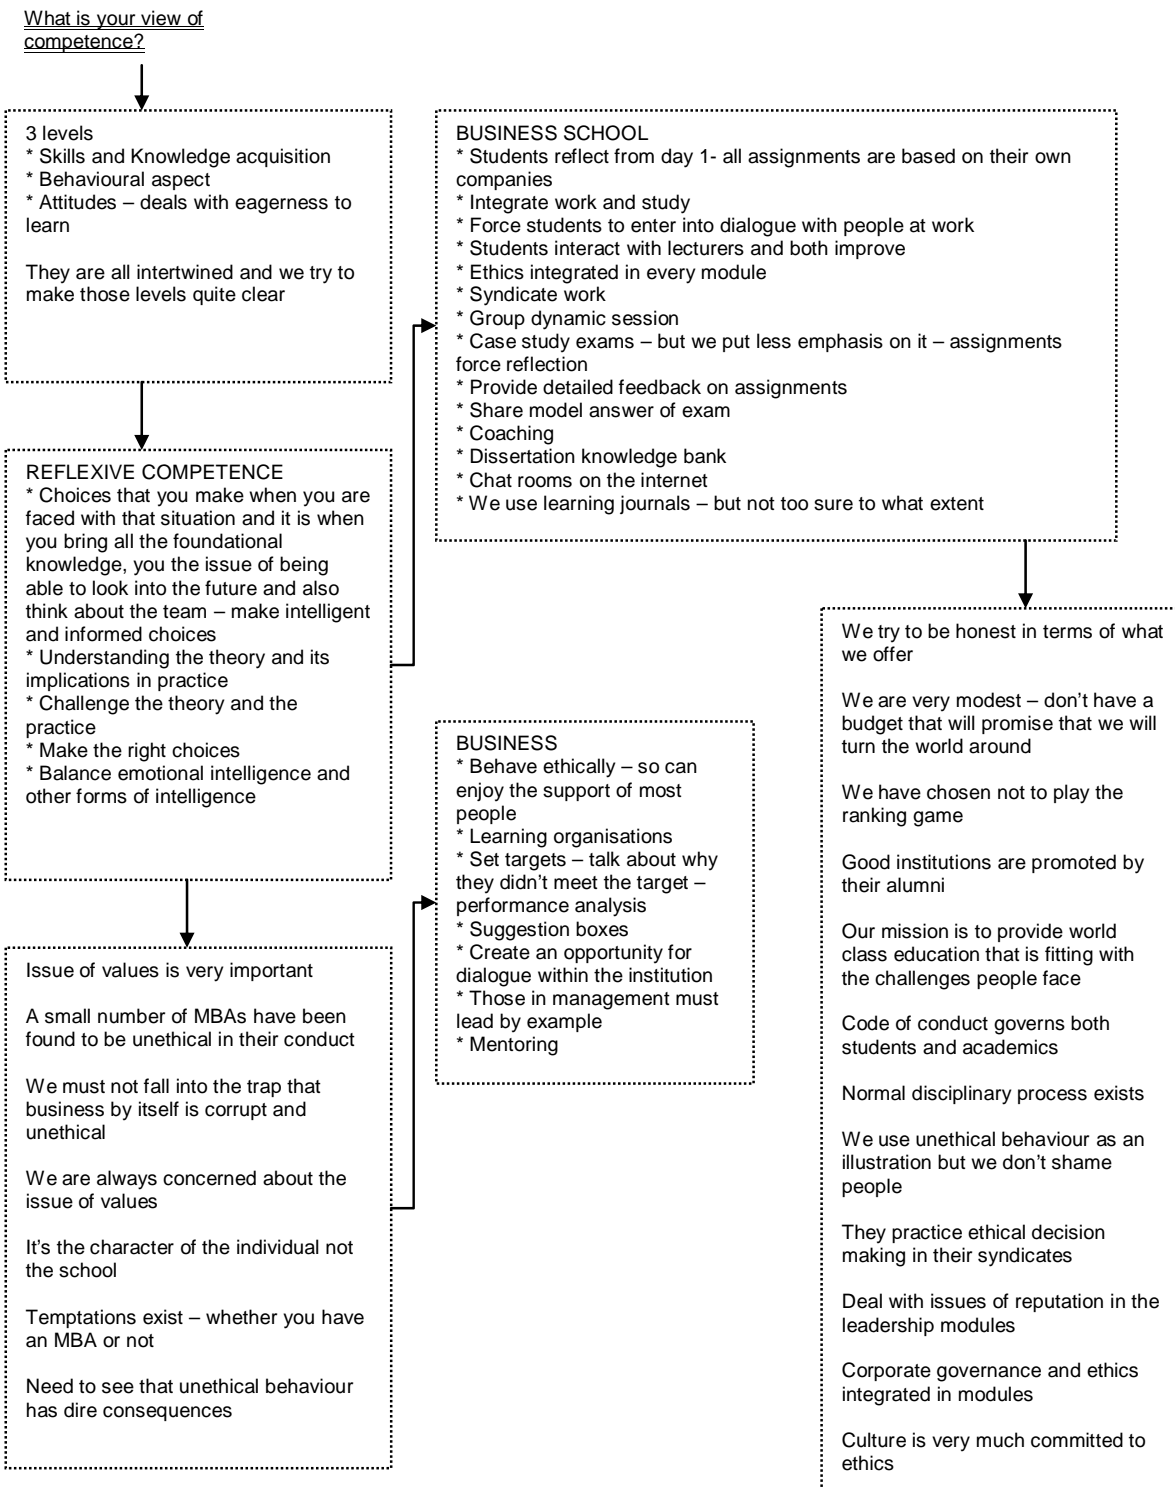 What is your view of
competence?
3 levels
* Skills and Knowledge acquisition
* Behavioural aspect
* Attitudes – deals with eagerness to
learn
They are all intertwined and we try to
make those levels quite clear
REFLEXIVE COMPETENCE
* Choices that you make when you are
faced with that situation and it is when
you bring all the foundational
knowledge, you the issue of being
able to look into the future and also
think about the team – make intelligent
and informed choices
* Understanding the theory and its
implications in practice
* Challenge the theory and the
practice
* Make the right choices
* Balance emotional intelligence and
other forms of intelligence
Issue of values is very important
A small number of MBAs have been
found to be unethical in their conduct
We must not fall into the trap that
business by itself is corrupt and
unethical
We are always concerned about the
issue of values
It's the character of the individual not
the school
Temptations exist – whether you have
an MBA or not
Need to see that unethical behaviour
has dire consequences
BUSINESS SCHOOL
* Students reflect from day 1- all assignments are based on their own
companies
* Integrate work and study
* Force students to enter into dialogue with people at work
* Students interact with lecturers and both improve
* Ethics integrated in every module
* Syndicate work
* Group dynamic session
* Case study exams – but we put less emphasis on it – assignments
force reflection
* Provide detailed feedback on assignments
* Share model answer of exam
* Coaching
* Dissertation knowledge bank
* Chat rooms on the internet
* We use learning journals – but not too sure to what extent
BUSINESS
* Behave ethically – so can
enjoy the support of most
people
* Learning organisations
* Set targets – talk about why
they didn't meet the target –
performance analysis
* Suggestion boxes
* Create an opportunity for
dialogue within the institution
* Those in management must
lead by example
* Mentoring
We try to be honest in terms of what
we offer
We are very modest – don't have a
budget that will promise that we will
turn the world around
We have chosen not to play the
ranking game
Good institutions are promoted by
their alumni
Our mission is to provide world
class education that is fitting with
the challenges people face
Code of conduct governs both
students and academics
Normal disciplinary process exists
We use unethical behaviour as an
illustration but we don't shame
people
They practice ethical decision
making in their syndicates
Deal with issues of reputation in the
leadership modules
Corporate governance and ethics
integrated in modules
Culture is very much committed to
ethics